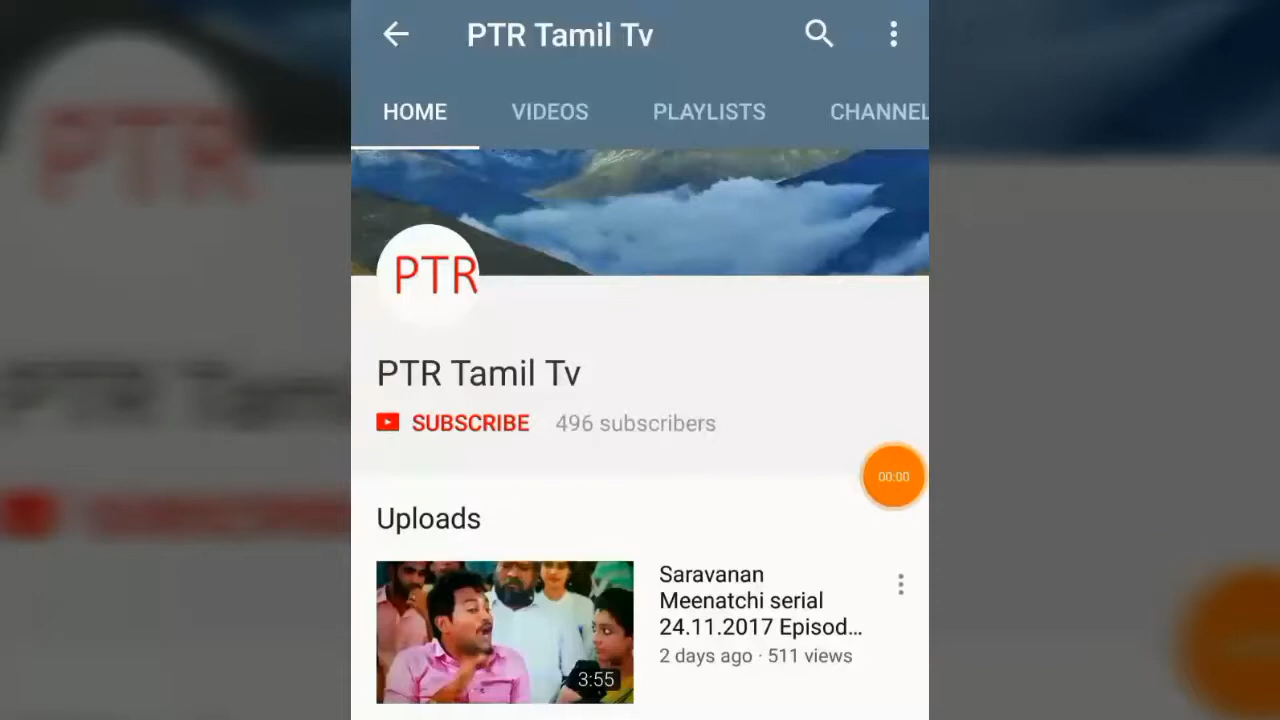 PTR Tamil Tv
HOME VIDEOS PLAYLISTS CHANNEL
PTR
PTR Tamil Tv
SUBSCRIBE 496 subscribers
00:00
Uploads
Saravanan
Meenatchi serial
24.11.2017 Episod...
2 days ago · 511 views
3:55